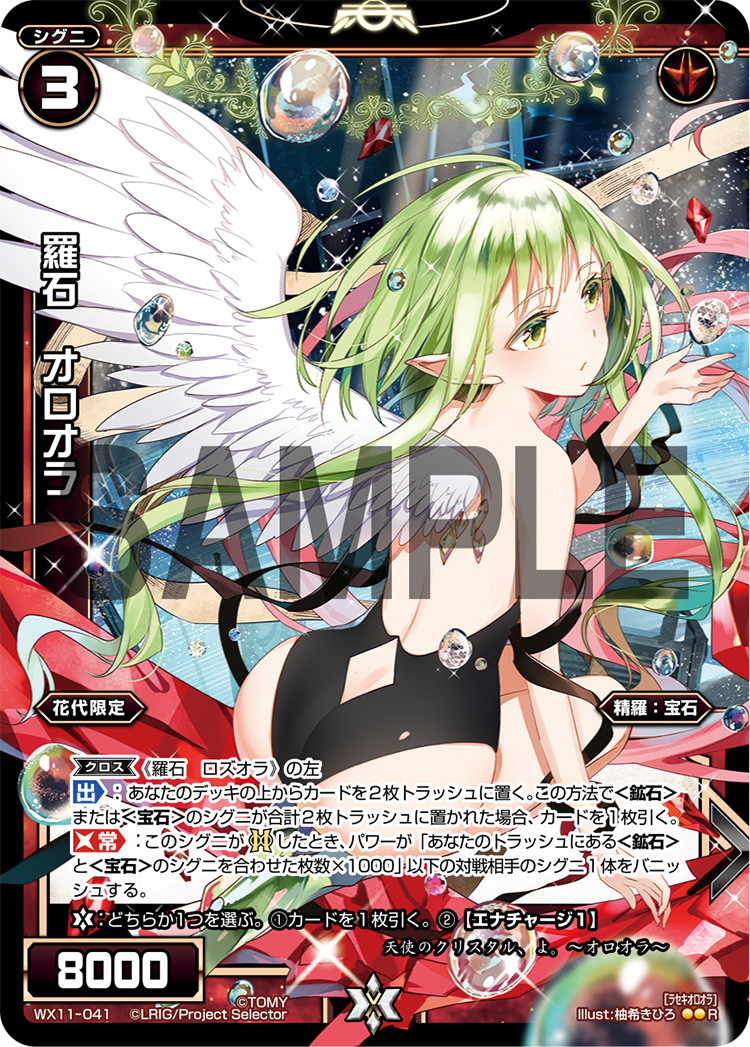 シグニ
3
羅石　オロオラ
SAMPLE
花代限定
精羅：宝石
クロス 《羅石　ロズオラ》の左
出：あなたのデッキの上からカードを２枚トラッシュに置く。この方法で<鉱石>
または<宝石>のシグニが合計２枚トラッシュに置かれた場合、カードを１枚引く。
常：このシグニがHしたとき、パワーが「あなたのトラッシュにある<鉱石>
と<宝石>のシグニを合わせた枚数×1000」以下の対戦相手のシグニ１体をバニッ
シュする。
：どちらか1つを選ぶ。①カードを１枚引く。②【エナチャージ１】
天使のクリスタル、よ。～オロオラ～
8000
WX11-041 ©LRIG/Project Selector
©TOMY
[ラセキオロオラ]
Illust:柚希きひろ R